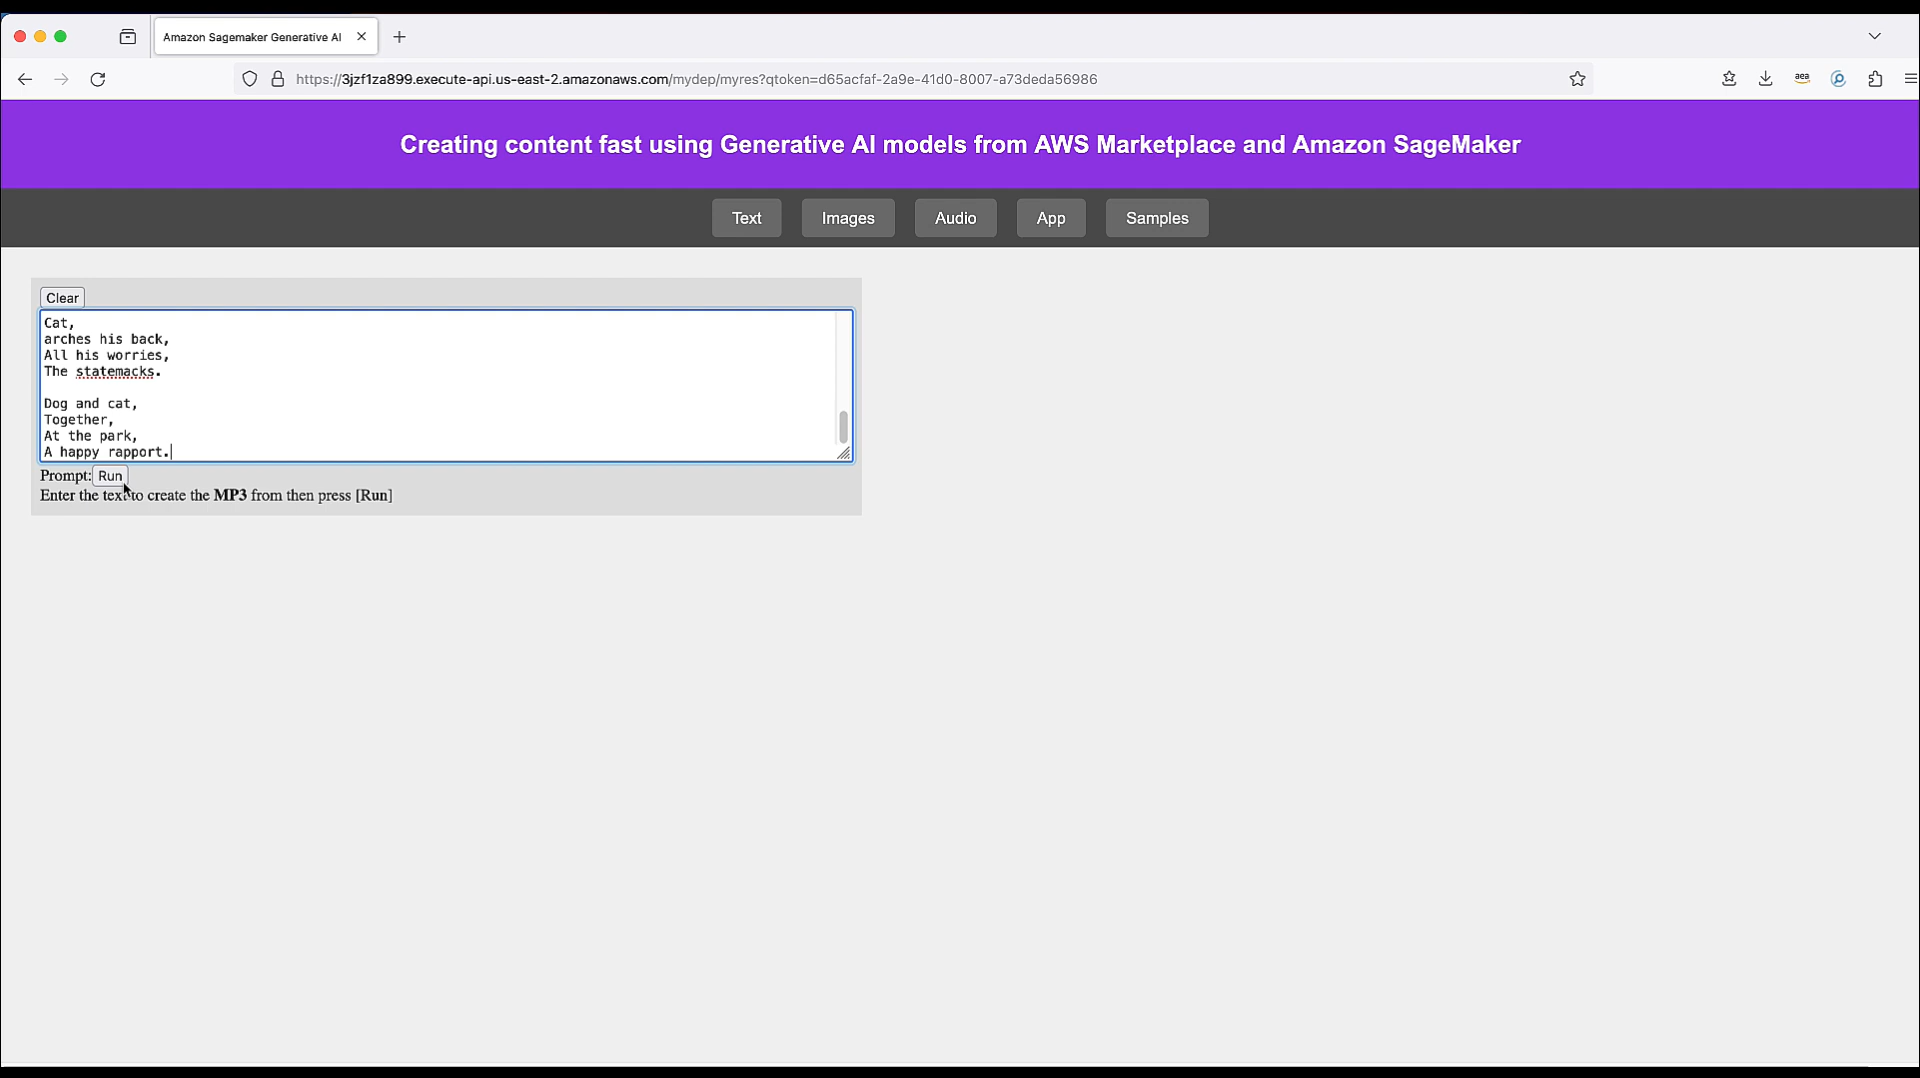 Amazon Sagemaker Generative AI
https://3jzf1za899.execute-api.us-east-2.amazonaws.com/mydep/myres?qtoken=d65acfaf-2a9e-41d0-8007-a73deda56986
aea
Creating content fast using Generative AI models from AWS Marketplace and Amazon SageMaker
Text Images Audio App Samples
Clear
Cat,
arches his back,
All his worries,
The statemacks.
Dog and cat,
Together,
At the park,
A happy rapport.
Prompt: Run
Enter the text to create the MP3 from then press [Run]